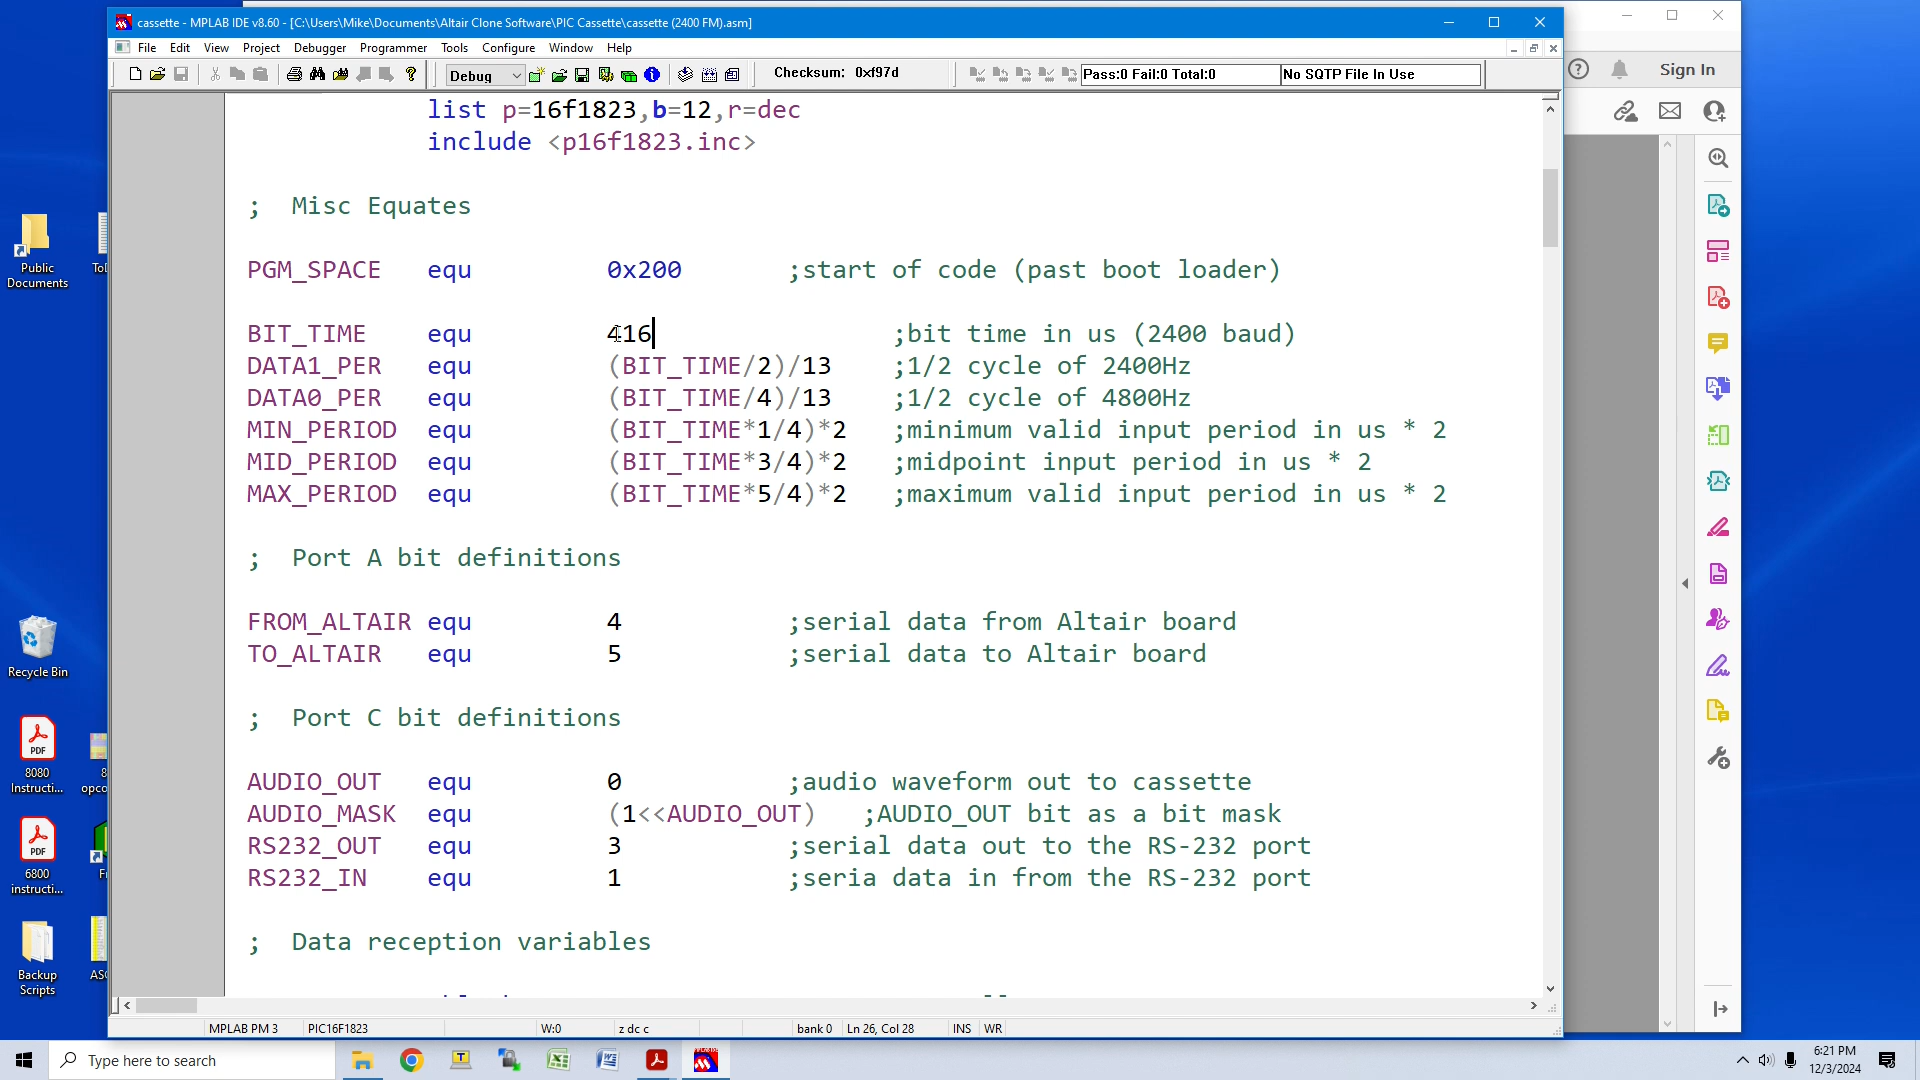 cassette - MPLAB IDE v8.60 - [C:\Users\Mike\Documents\Altair Clone Software\PIC Cassette\cassette (2400 FM).asm]
File Edit View Project Debugger Programmer Tools Configure Window Help
Debug
Checksum: 0xf97d
Pass:0 Fail:0 Total:0
No SQTP File In Use
Sign In
list p=16f1823,b=12,r=dec
include <p16f1823.inc>
; Misc Equates
PGM_SPACE equ 0x200 ;start of code (past boot loader)
BIT_TIME equ 416 ;bit time in us (2400 baud)
DATA1_PER equ (BIT_TIME/2)/13 ;1/2 cycle of 2400Hz
DATA0_PER equ (BIT_TIME/4)/13 ;1/2 cycle of 4800Hz
MIN_PERIOD equ (BIT_TIME*1/4)*2 ;minimum valid input period in us * 2
MID_PERIOD equ (BIT_TIME*3/4)*2 ;midpoint input period in us * 2
MAX_PERIOD equ (BIT_TIME*5/4)*2 ;maximum valid input period in us * 2
; Port A bit definitions
FROM_ALTAIR equ 4 ;serial data from Altair board
TO_ALTAIR equ 5 ;serial data to Altair board
; Port C bit definitions
AUDIO_OUT equ 0 ;audio waveform out to cassette
AUDIO_MASK equ (1<<AUDIO_OUT) ;AUDIO_OUT bit as a bit mask
RS232_OUT equ 3 ;serial data out to the RS-232 port
RS232_IN equ 1 ;seria data in from the RS-232 port
; Data reception variables
MPLAB PM 3
PIC16F1823
W:0
z dc c
bank 0
Ln 26, Col 28
INS
WR
Public
Documents
Recycle Bin
PDF
8080
Instructi...
PDF
6800
instructi...
Backup
Scripts
Type here to search
6:21 PM
12/3/2024